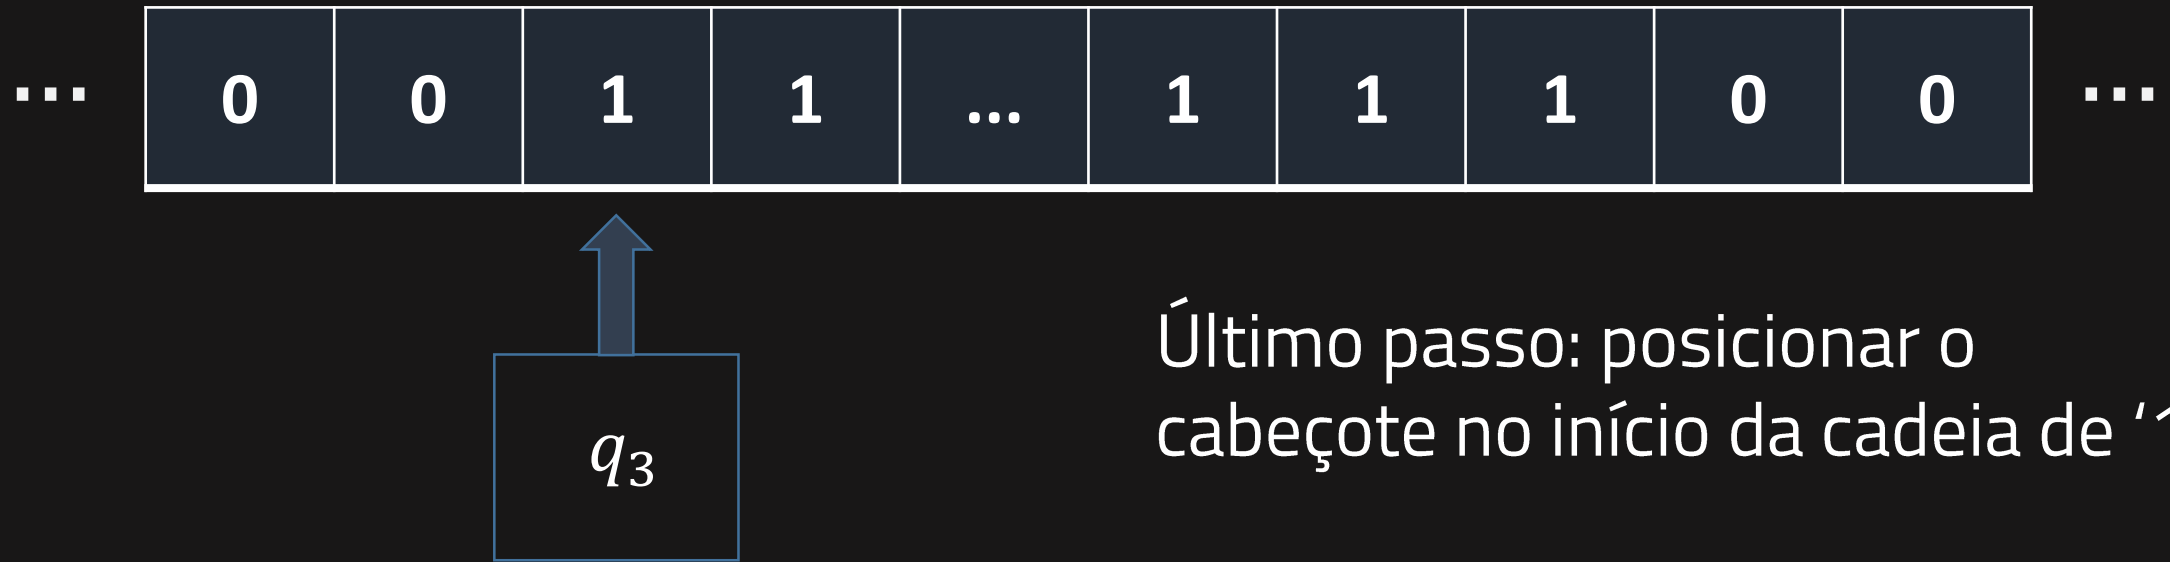 ... 0 0 1 1 ... 1 1 1 0 0 ...
Último passo: posicionar o
cabeçote no início da cadeia de
q₃